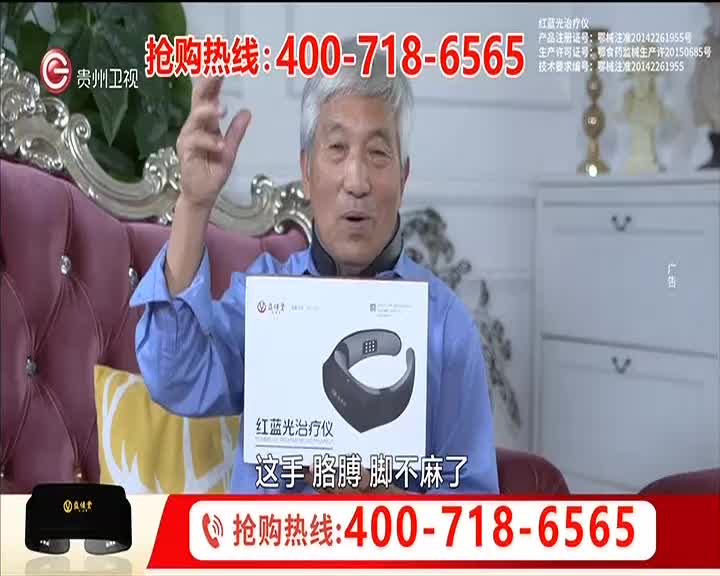 抢购热线:400-718-6565
红蓝光治疗仪
产品注册证号:鄂械注准20142261955号
生产许可证号:鄂食药监械生产许20150685号
技术要求编号:鄂械注准20142261955
贵州卫视
广告
红蓝光治疗仪
这手 胳膊 脚不麻了
抢购热线:400-718-6565